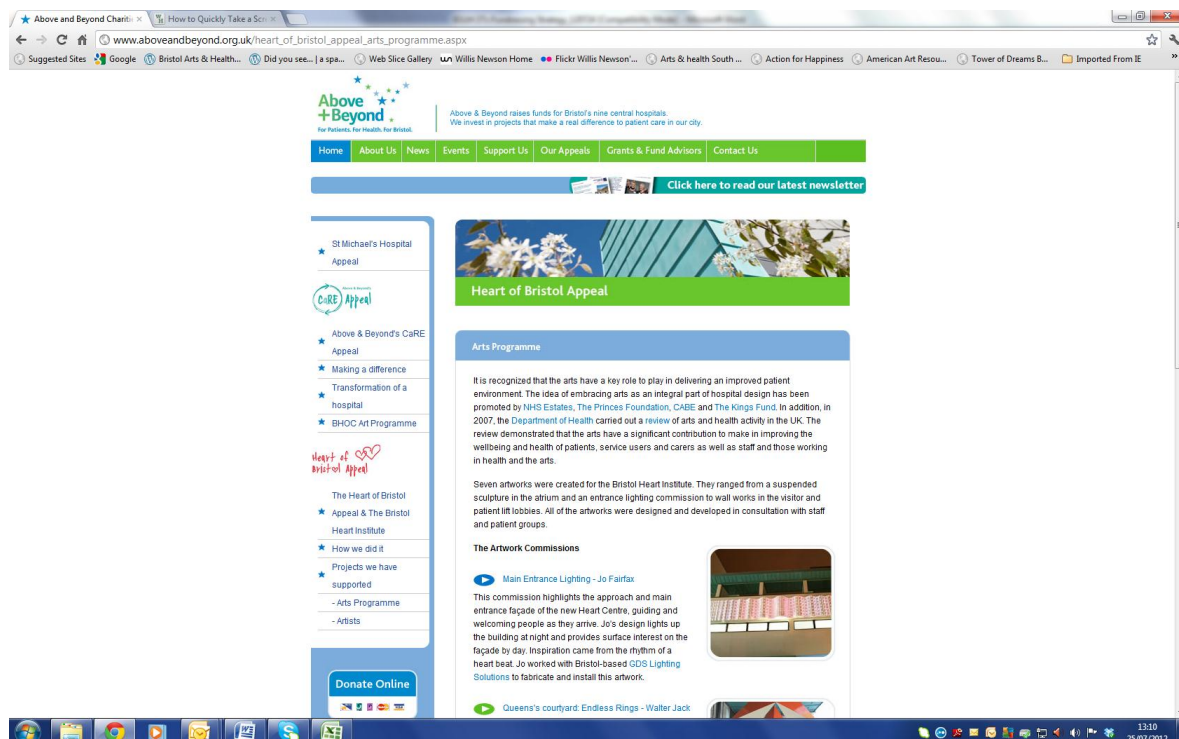 Above and Beyond Chariti
How to Quickly Take a Scr
www.aboveandbeyond.org.uk/heart_of_bristol_appeal_arts_programme.aspx
Suggested Sites Google Bristol Arts & Health... Did you see... | a spa... Web Slice Gallery Willis Newson Home Flickr Willis Newson'... Arts & health South ... Action for Happiness American Art Resou... Tower of Dreams B... Imported From IE
Above
+Beyond
For Patients. For Health. For Bristol.
Above & Beyond raises funds for Bristol's nine central hospitals.
We invest in projects that make a real difference to patient care in our city.
Home About Us News Events Support Us Our Appeals Grants & Fund Advisors Contact Us
Click here to read our latest newsletter
St Michael's Hospital
Appeal
CaRE Appeal
Above & Beyond's CaRE
Appeal
Making a difference
Transformation of a
hospital
BHOC Art Programme
Heart of
Bristol Appeal
The Heart of Bristol
Appeal & The Bristol
Heart Institute
How we did it
Projects we have
supported
- Arts Programme
- Artists
Donate Online
Heart of Bristol Appeal
Arts Programme
It is recognized that the arts have a key role to play in delivering an improved patient
environment. The idea of embracing arts as an integral part of hospital design has been
promoted by NHS Estates, The Princes Foundation, CABE and The Kings Fund. In addition, in
2007, the Department of Health carried out a review of arts and health activity in the UK. The
review demonstrated that the arts have a significant contribution to make in improving the
wellbeing and health of patients, service users and carers as well as staff and those working
in health and the arts.
Seven artworks were created for the Bristol Heart Institute. They ranged from a suspended
sculpture in the atrium and an entrance lighting commission to wall works in the visitor and
patient lift lobbies. All of the artworks were designed and developed in consultation with staff
and patient groups.
The Artwork Commissions
Main Entrance Lighting - Jo Fairfax
This commission highlights the approach and main
entrance façade of the new Heart Centre, guiding and
welcoming people as they arrive. Jo's design lights up
the building at night and provides surface interest on the
façade by day. Inspiration came from the rhythm of a
heart beat. Jo worked with Bristol-based GDS Lighting
Solutions to fabricate and install this artwork.
Queens's courtyard: Endless Rings - Walter Jack
13:10
25/07/2012